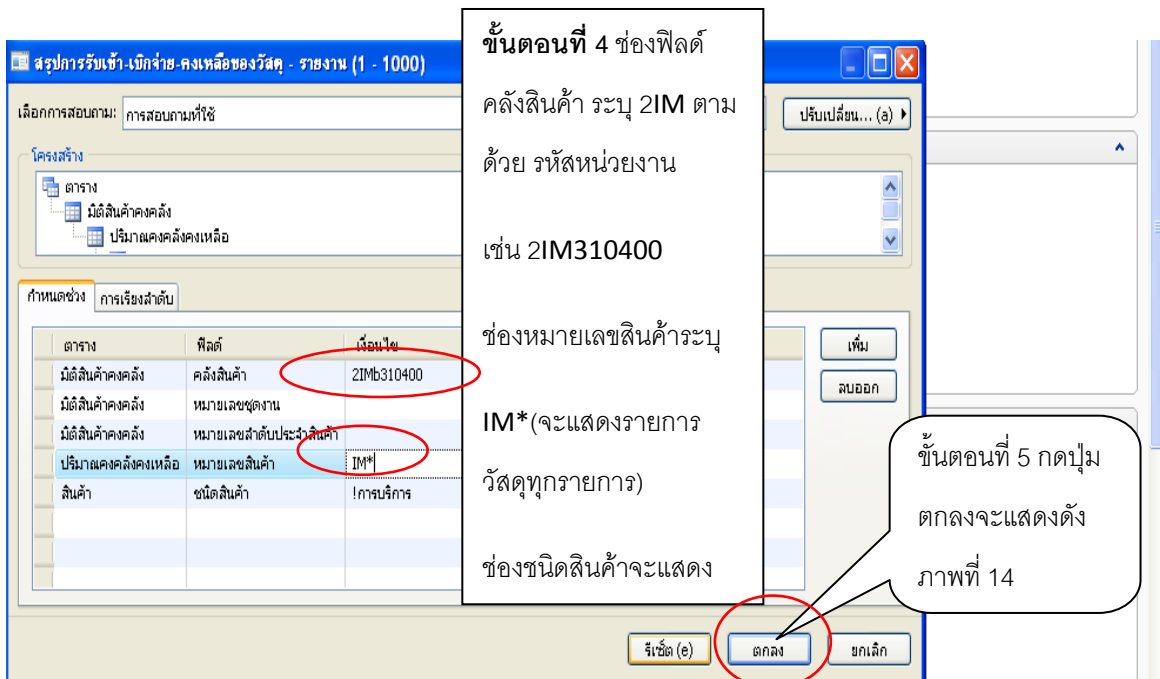 สรุปการรับเข้า-เบิกจ่าย-คงเหลือของวัสดุ - รายงาน (1 - 1000)
เลือกการสอบถาม: การสอบถามที่ใช้
ปรับเปลี่ยน... (a)
โครงสร้าง
ตาราง
มิติสินค้าคงคลัง
ปริมาณคงคลังคงเหลือ
กำหนดช่วง การเรียงลำดับ
ตาราง ฟิลด์ เงื่อนไข
มิติสินค้าคงคลัง คลังสินค้า 2IMb310400
มิติสินค้าคงคลัง หมายเลขชุดงาน
มิติสินค้าคงคลัง หมายเลขลำดับประจำสินค้า
ปริมาณคงคลังคงเหลือ หมายเลขสินค้า IM*
สินค้า ชนิดสินค้า !การบริการ
เพิ่ม
ลบออก
รีเซ็ต (e) ตกลง ยกเลิก
ขั้นตอนที่ 4 ช่องฟิลด์
คลังสินค้า ระบุ 2IM ตาม
ด้วย รหัสหน่วยงาน
เช่น 2IM310400
ช่องหมายเลขสินค้าระบุ
IM*(จะแสดงรายการ
วัสดุทุกรายการ)
ช่องชนิดสินค้าจะแสดง
ขั้นตอนที่ 5 กดปุ่ม
ตกลงจะแสดงดัง
ภาพที่ 14